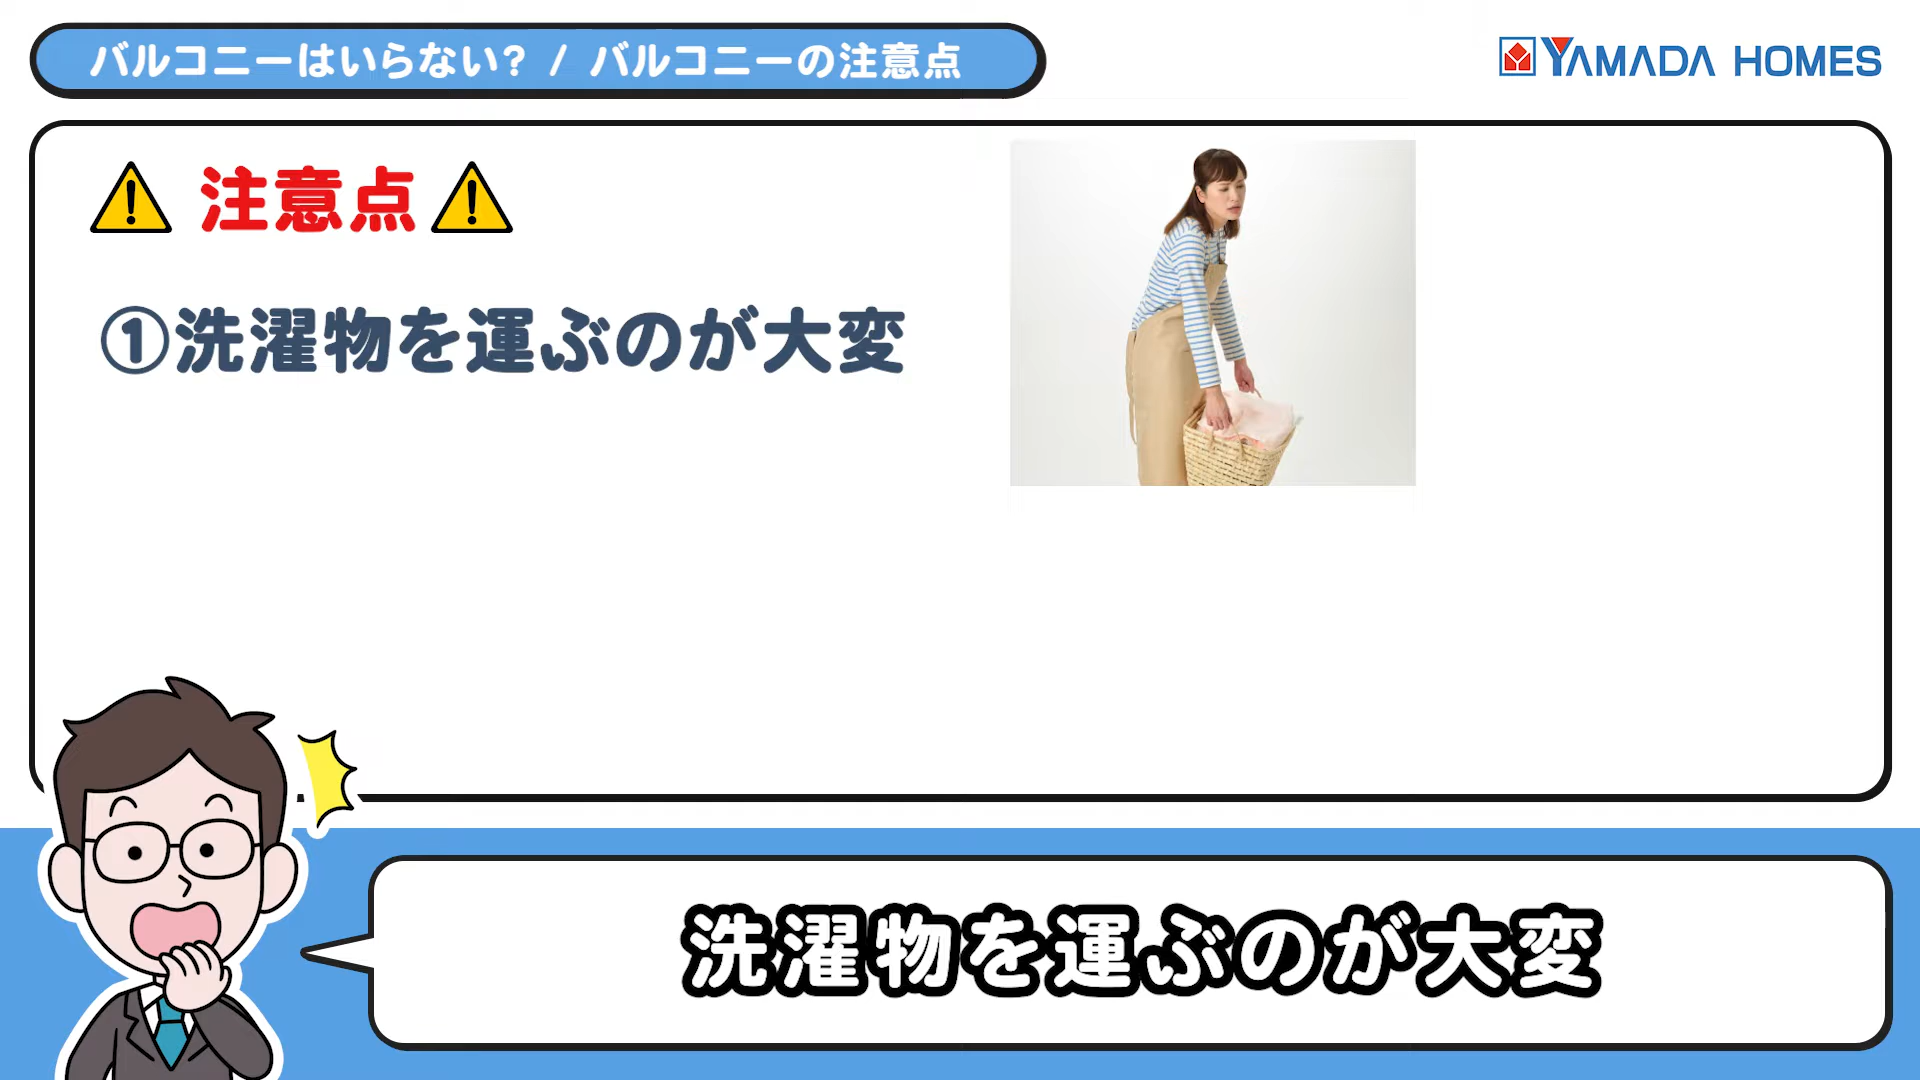 バルコニーはいらない? / バルコニーの注意点
YAMADA HOMES
注意点
①洗濯物を運ぶのが大変
洗濯物を運ぶのが大変